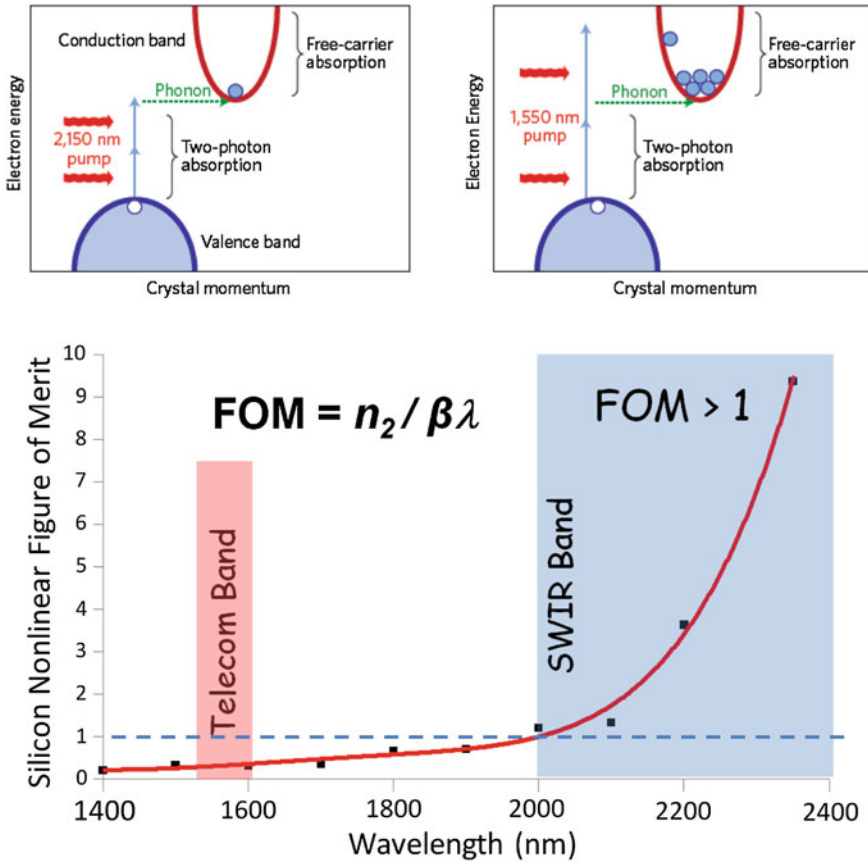 Electron energy
Conduction band
Free-carrier
absorption
Phonon
2,150 nm
pump
Two-photon
absorption
Valence band
Crystal momentum
Electron Energy
Free-carrier
absorption
Phonon
1,550 nm
pump
Two-photon
absorption
Crystal momentum
Silicon Nonlinear Figure of Merit
10
9
8
7
6
5
4
3
2
1
0
FOM = n₂ / βλ
FOM > 1
Telecom Band
SWIR Band
1400 1600 1800 2000 2200 2400
Wavelength (nm)